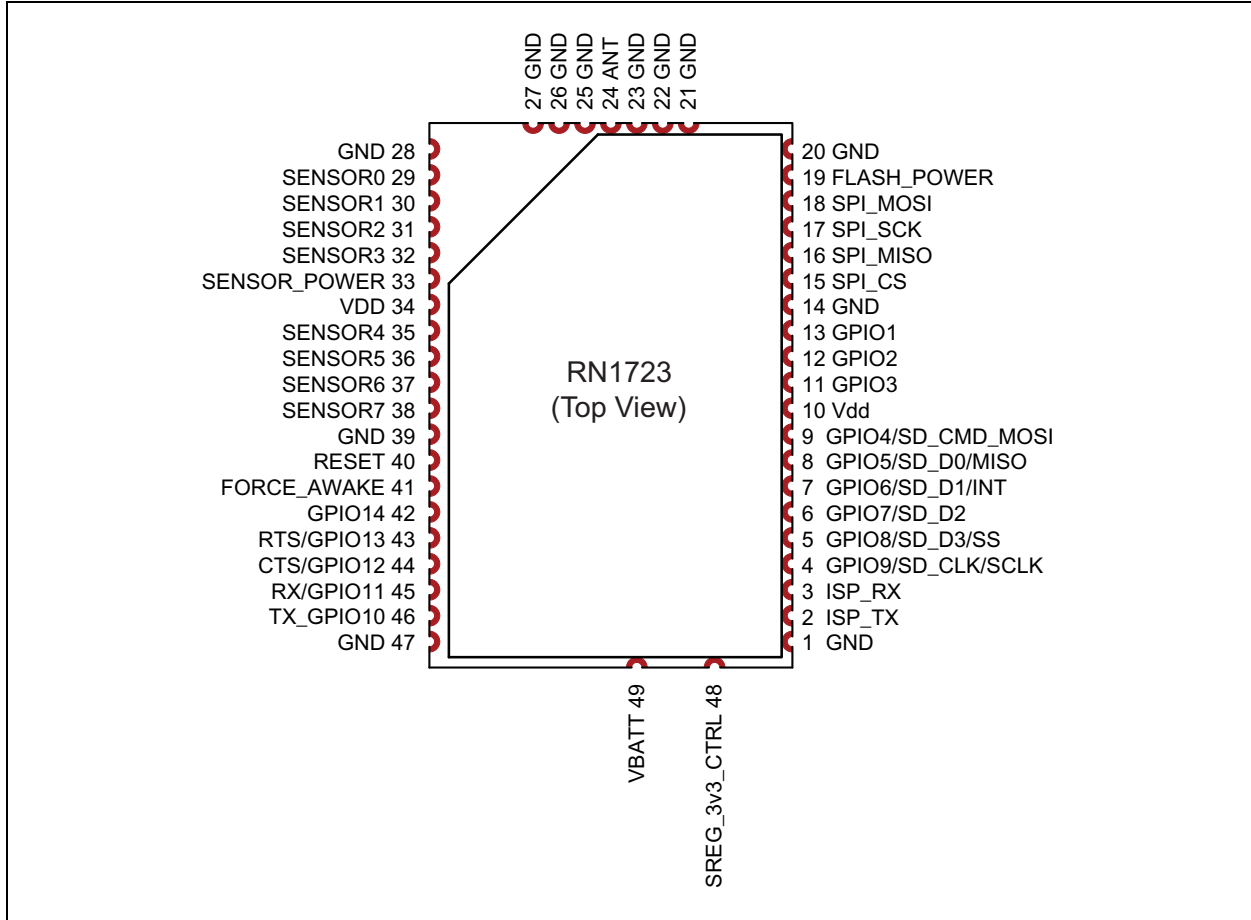 27 GND
26 GND
25 GND
24 ANT
23 GND
22 GND
21 GND
GND 28
SENSOR0 29
SENSOR1 30
SENSOR2 31
SENSOR3 32
SENSOR_POWER 33
VDD 34
SENSOR4 35
SENSOR5 36
SENSOR6 37
SENSOR7 38
GND 39
RESET 40
FORCE_AWAKE 41
GPIO14 42
RTS/GPIO13 43
CTS/GPIO12 44
RX/GPIO11 45
TX_GPIO10 46
GND 47
RN1723
(Top View)
20 GND
19 FLASH_POWER
18 SPI_MOSI
17 SPI_SCK
16 SPI_MISO
15 SPI_CS
14 GND
13 GPIO1
12 GPIO2
11 GPIO3
10 Vdd
9 GPIO4/SD_CMD_MOSI
8 GPIO5/SD_D0/MISO
7 GPIO6/SD_D1/INT
6 GPIO7/SD_D2
5 GPIO8/SD_D3/SS
4 GPIO9/SD_CLK/SCLK
3 ISP_RX
2 ISP_TX
1 GND
VBATT 49
SREG_3v3_CTRL 48